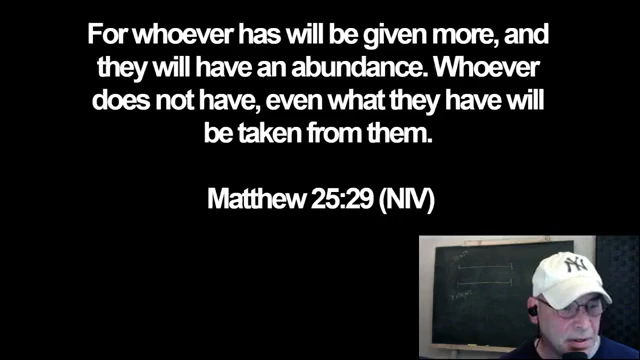 For whoever has will be given more, and
they will have an abundance. Whoever
does not have, even what they have will
be taken from them.
Matthew 25:29 (NIV)
NY